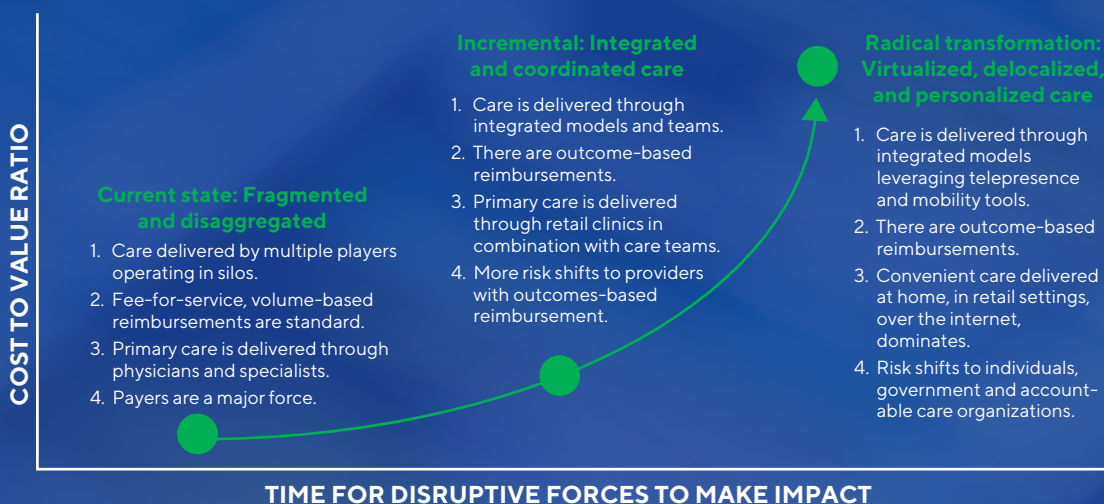 COST TO VALUE RATIO
Current state: Fragmented
and disaggregated
1. Care delivered by multiple players
operating in silos.
2. Fee-for-service, volume-based
reimbursements are standard.
3. Primary care is delivered through
physicians and specialists.
4. Payers are a major force.
Incremental: Integrated
and coordinated care
1. Care is delivered through
integrated models and teams.
2. There are outcome-based
reimbursements.
3. Primary care is delivered
through retail clinics in
combination with care teams.
4. More risk shifts to providers
with outcomes-based
reimbursement.
Radical transformation:
Virtualized, delocalized,
and personalized care
1. Care is delivered through
integrated models
leveraging telepresence
and mobility tools.
2. There are outcome-based
reimbursements.
3. Convenient care delivered
at home, in retail settings,
over the internet,
dominates.
4. Risk shifts to individuals,
government and account-
able care organizations.
TIME FOR DISRUPTIVE FORCES TO MAKE IMPACT